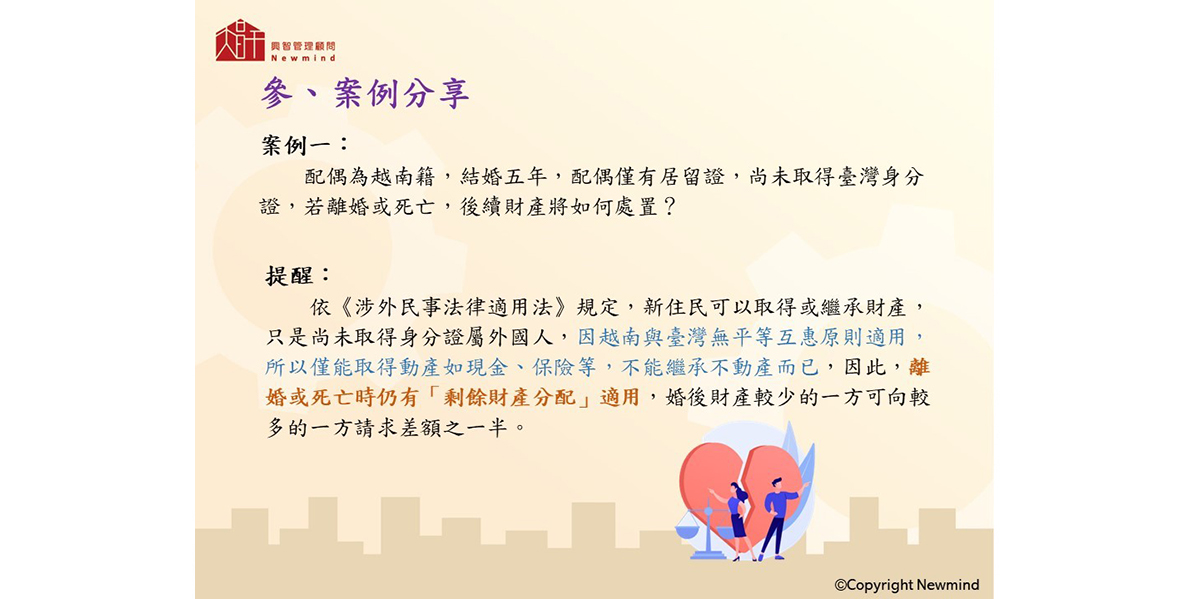 興智管理顧問
Newmind
參、案例分享
案例一：
配偶為越南籍，結婚五年，配偶僅有居留證，尚未取得臺灣身分
證，若離婚或死亡，後續財產將如何處置？
提醒：
依《涉外民事法律適用法》規定，新住民可以取得或繼承財產，
只是尚未取得身分證屬外國人，因越南與臺灣無平等互惠原則適用，
所以僅能取得動產如現金、保險等，不能繼承不動產而已，因此，離
婚或死亡時仍有「剩餘財產分配」適用，婚後財產較少的一方可向較
多的一方請求差額之一半。
©Copyright Newmind